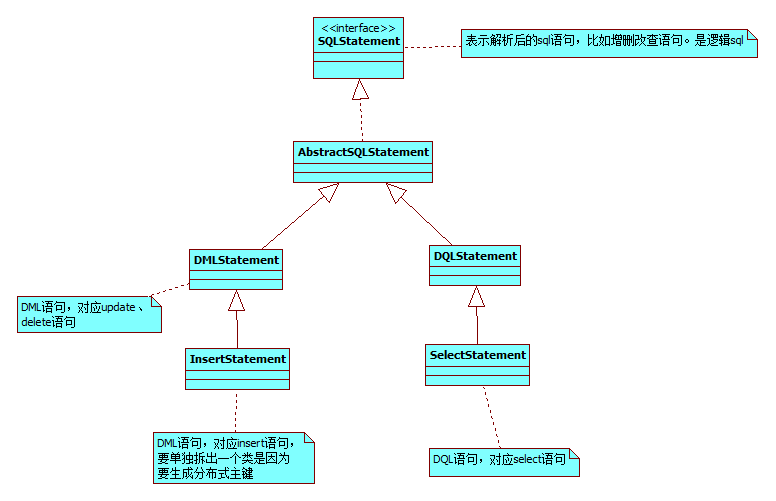 <<interface>>
SQLStatement
表示解析后的sql语句，比如增删改查语句。是逻辑sql
AbstractSQLStatement
DMLStatement
DQLStatement
DML语句，对应update、
delete语句
InsertStatement
SelectStatement
DML语句，对应insert语句，
要单独拆出一个类是因为
要生成分布式主键
DQL语句，对应select语句